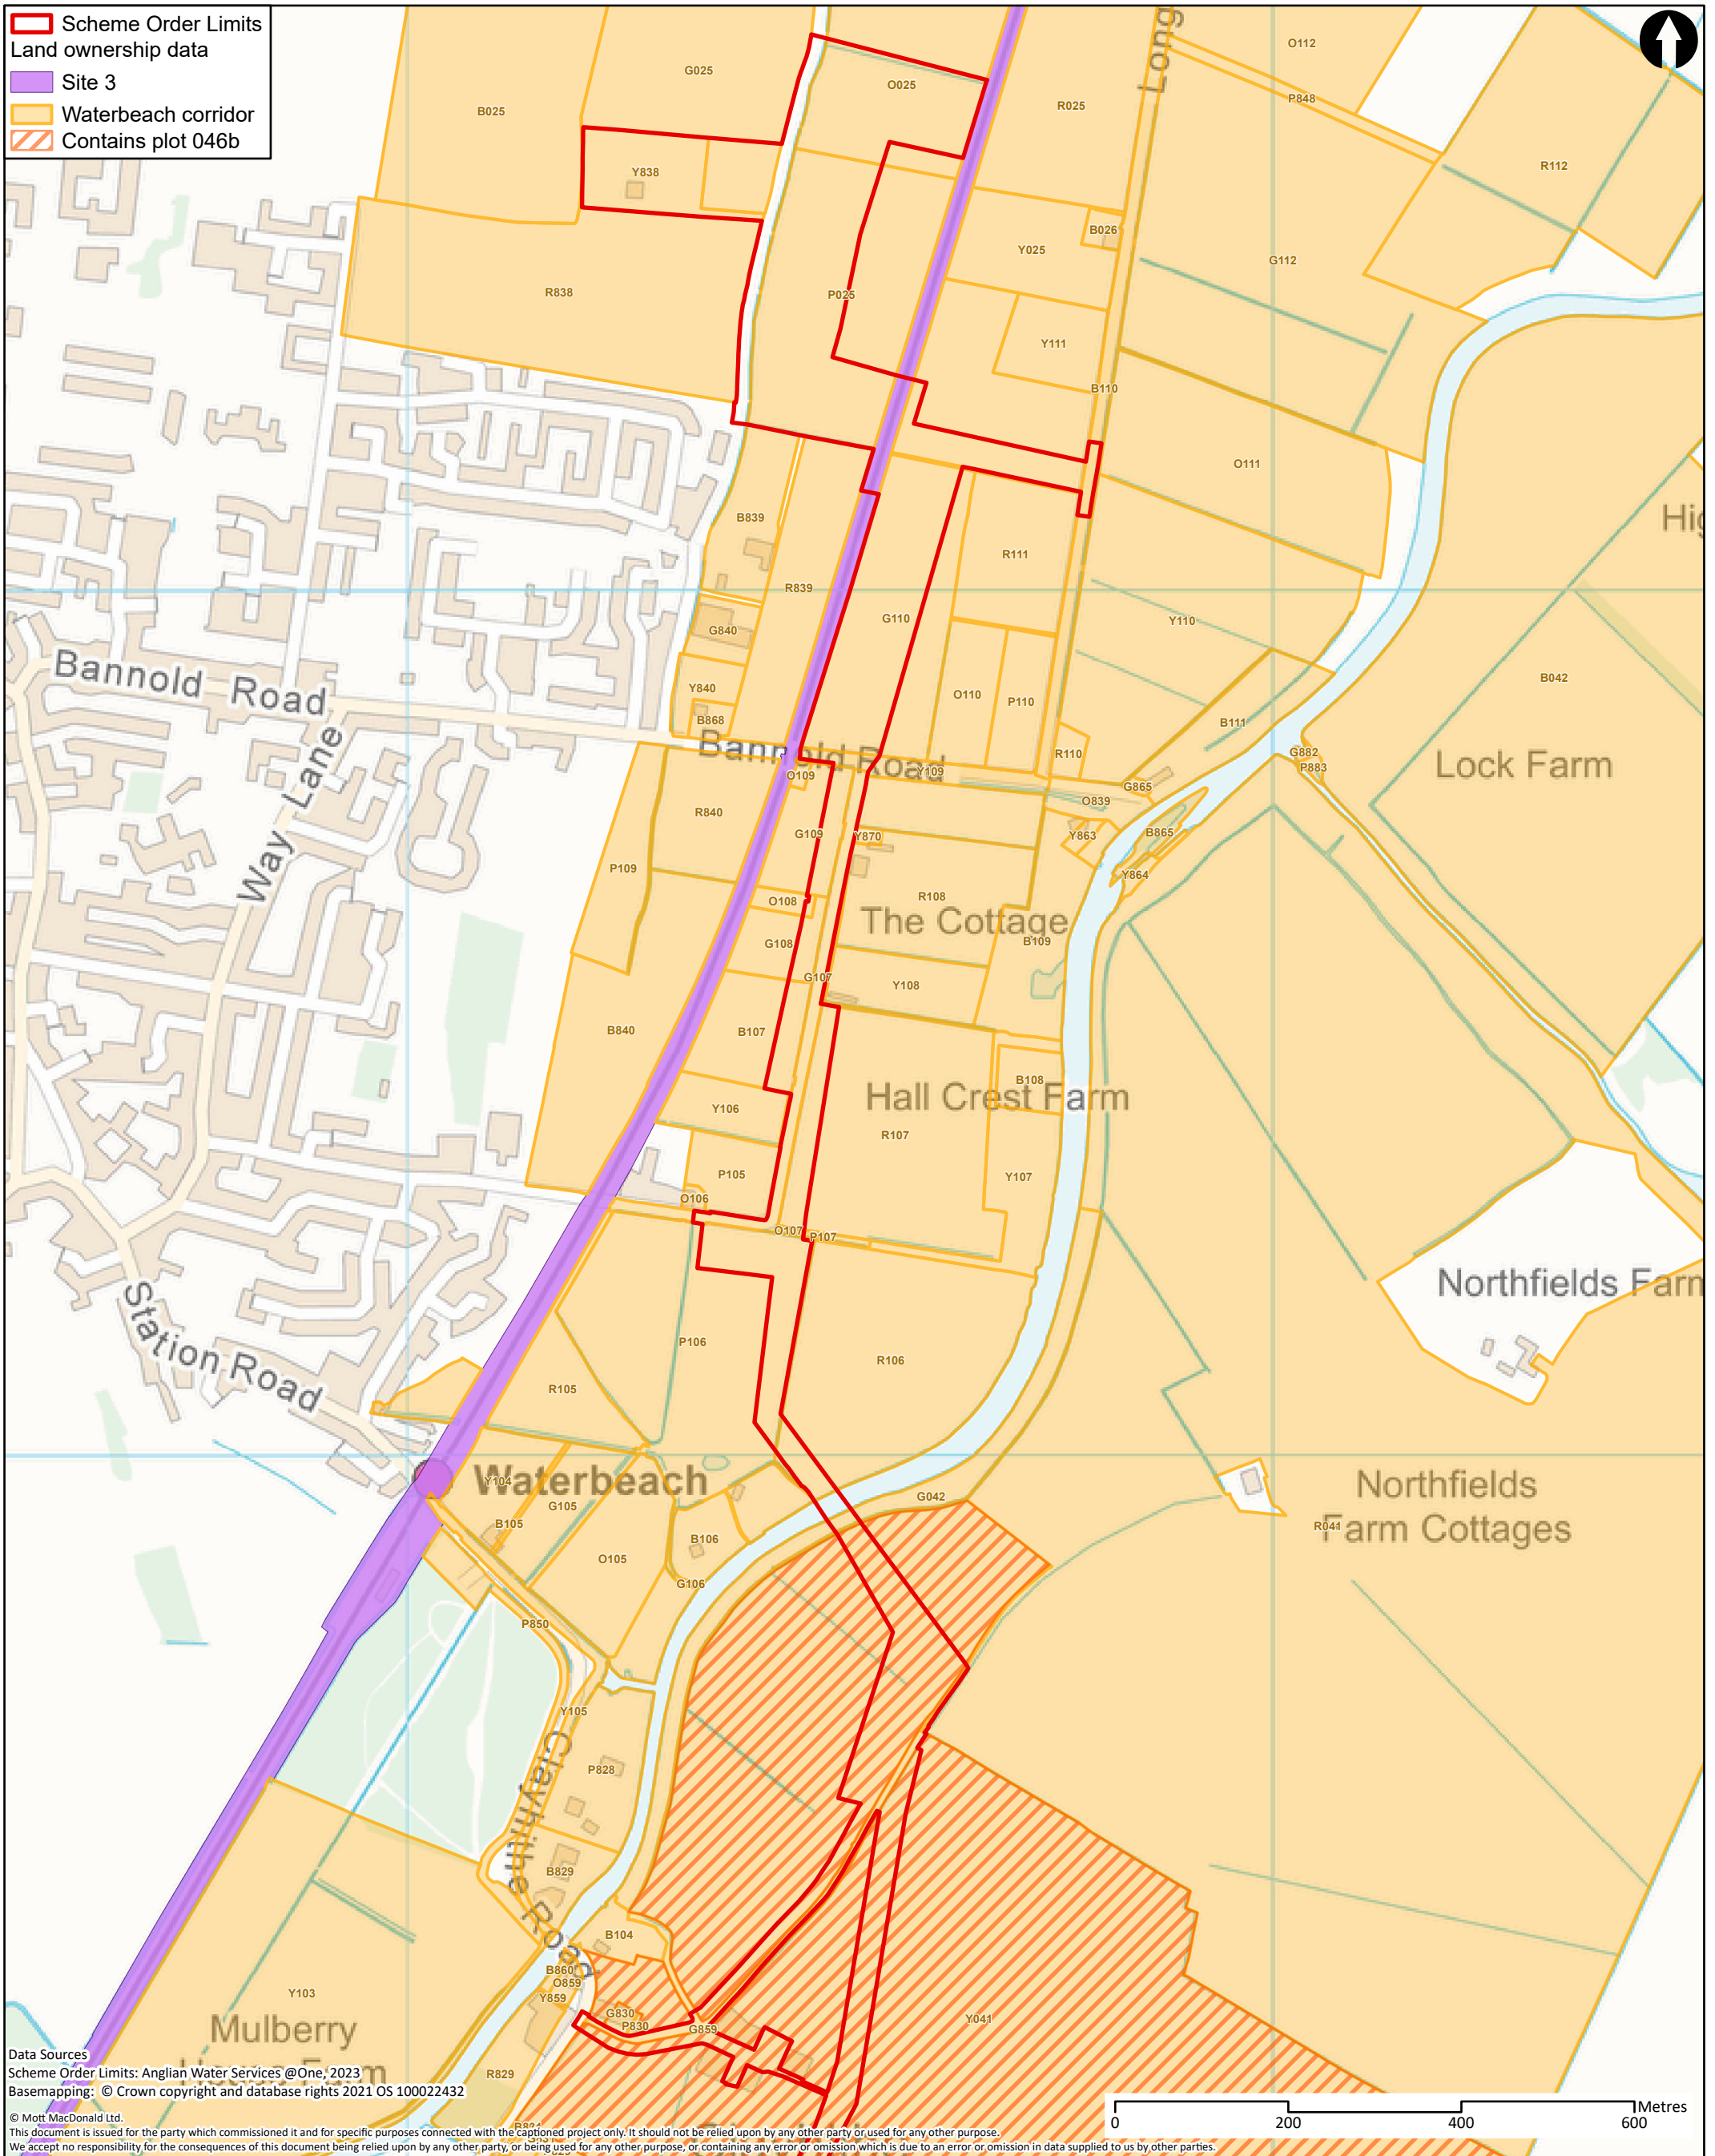 Scheme Order Limits
Land ownership data
Site 3
Waterbeach corridor
Contains plot 046b
Long
O112
G025
O025
P848
R025
B025
R112
Y838
B026
Y025
G112
R838
P025
Y111
B110
O111
B839
Hig
R111
R839
G110
Y110
G840
Bannold Road
B042
Y840
O110
P110
B868
B111
Bannold Road
R110
G882
P883
Lock Farm
Y109
O109
G865
O839
Way Lane
R840
G109
Y870
Y863
B865
P109
Y864
O108
R108
The Cottage
G108
B109
G107
Y108
B840
B107
B108
Hall Crest Farm
Y106
R107
P105
Y107
O106
O107
P107
Northfields Farm
Station Road
P106
R106
R105
Y104
Waterbeach
G042
Northfields
Farm Cottages
G105
B105
R041
B106
O105
G106
P850
Y105
Clayhithe Road
P828
B829
B104
B860
O859
Y859
Y103
G830
P830
G859
Y041
Mulberry
House Farm
R829
Data Sources
Scheme Order Limits: Anglian Water Services @One, 2023
Basemapping: © Crown copyright and database rights 2021 OS 100022432
0 200 400 600 Metres
© Mott MacDonald Ltd.
This document is issued for the party which commissioned it and for specific purposes connected with the captioned project only. It should not be relied upon by any other party or used for any other purpose.
We accept no responsibility for the consequences of this document being relied upon by any other party, or being used for any other purpose, or containing any error or omission which is due to an error or omission in data supplied to us by other parties.